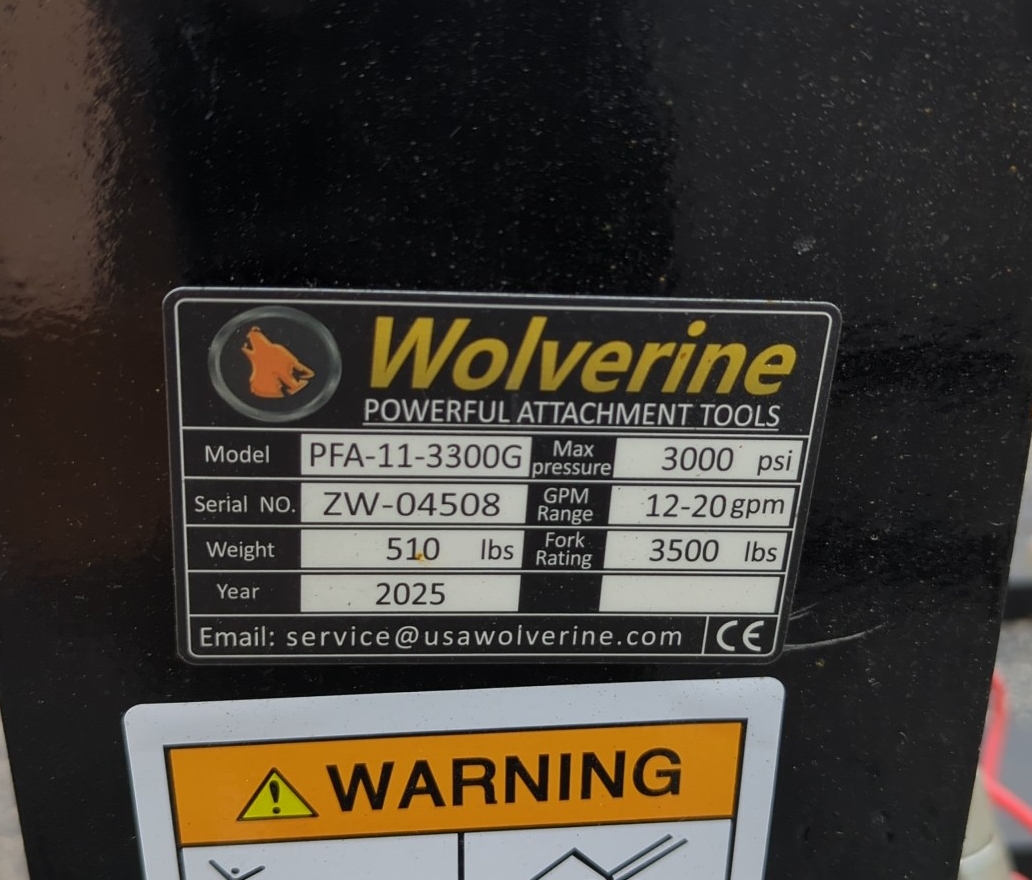 Wolverine
POWERFUL ATTACHMENT TOOLS
Model PFA-11-3300G Max pressure 3000 psi
Serial NO. ZW-04508 GPM Range 12-20 gpm
Weight 510 lbs Fork Rating 3500 lbs
Year 2025
Email: service@usawolverine.com CE
WARNING